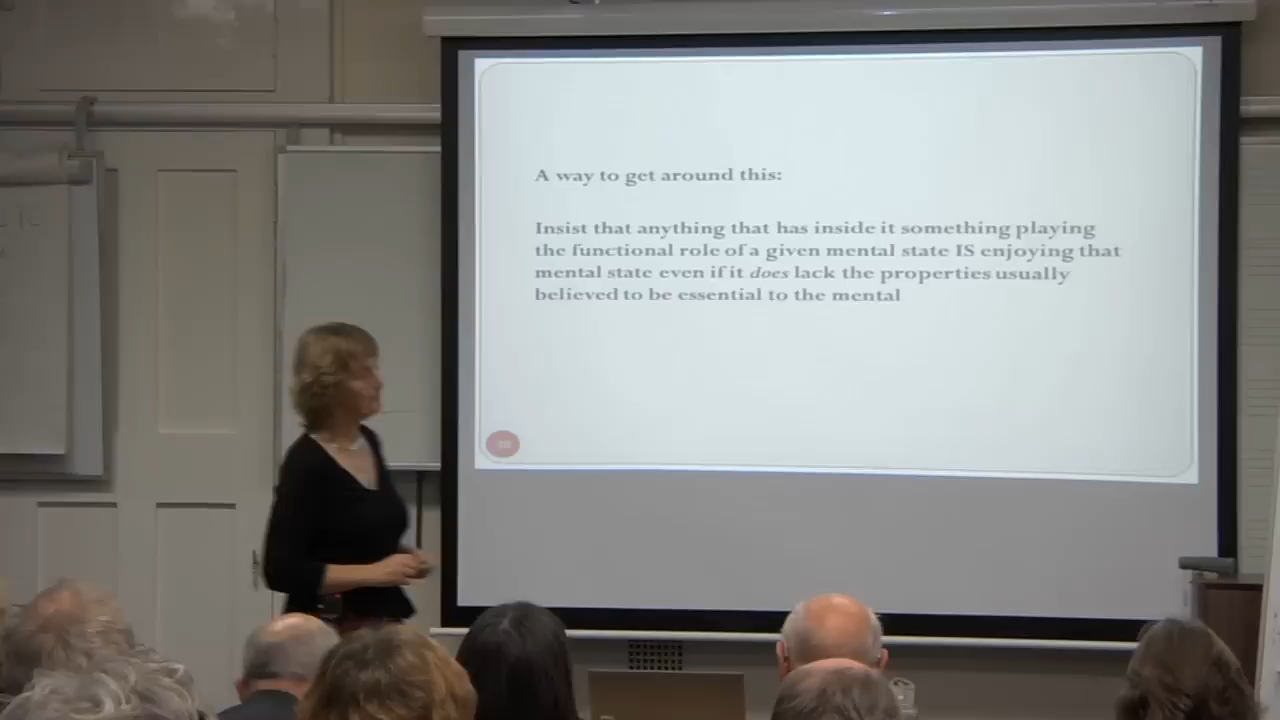 A way to get around this:
Insist that anything that has inside it something playing
the functional role of a given mental state IS enjoying that
mental state even if it does lack the properties usually
believed to be essential to the mental